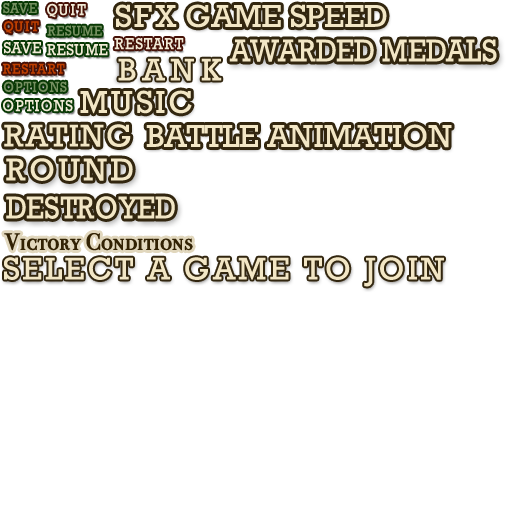 SAVE QUIT SFX GAME SPEED
QUIT RESUME
SAVE RESUME RESTART AWARDED MEDALS
RESTART BANK
OPTIONS
OPTIONS MUSIC
RATING BATTLE ANIMATION
ROUND
DESTROYED
Victory Conditions
SELECT A GAME TO JOIN